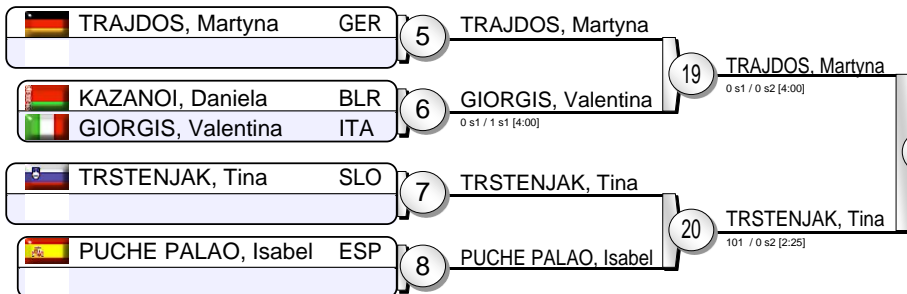 TRAJDOS, Martyna GER
5
TRAJDOS, Martyna
KAZANOI, Daniela BLR
GIORGIS, Valentina ITA
6
GIORGIS, Valentina
0 s1 / 1 s1 [4:00]
19
TRAJDOS, Martyna
0 s1 / 0 s2 [4:00]
TRSTENJAK, Tina SLO
7
TRSTENJAK, Tina
PUCHE PALAO, Isabel ESP
8
PUCHE PALAO, Isabel
20
TRSTENJAK, Tina
101 / 0 s2 [2:25]